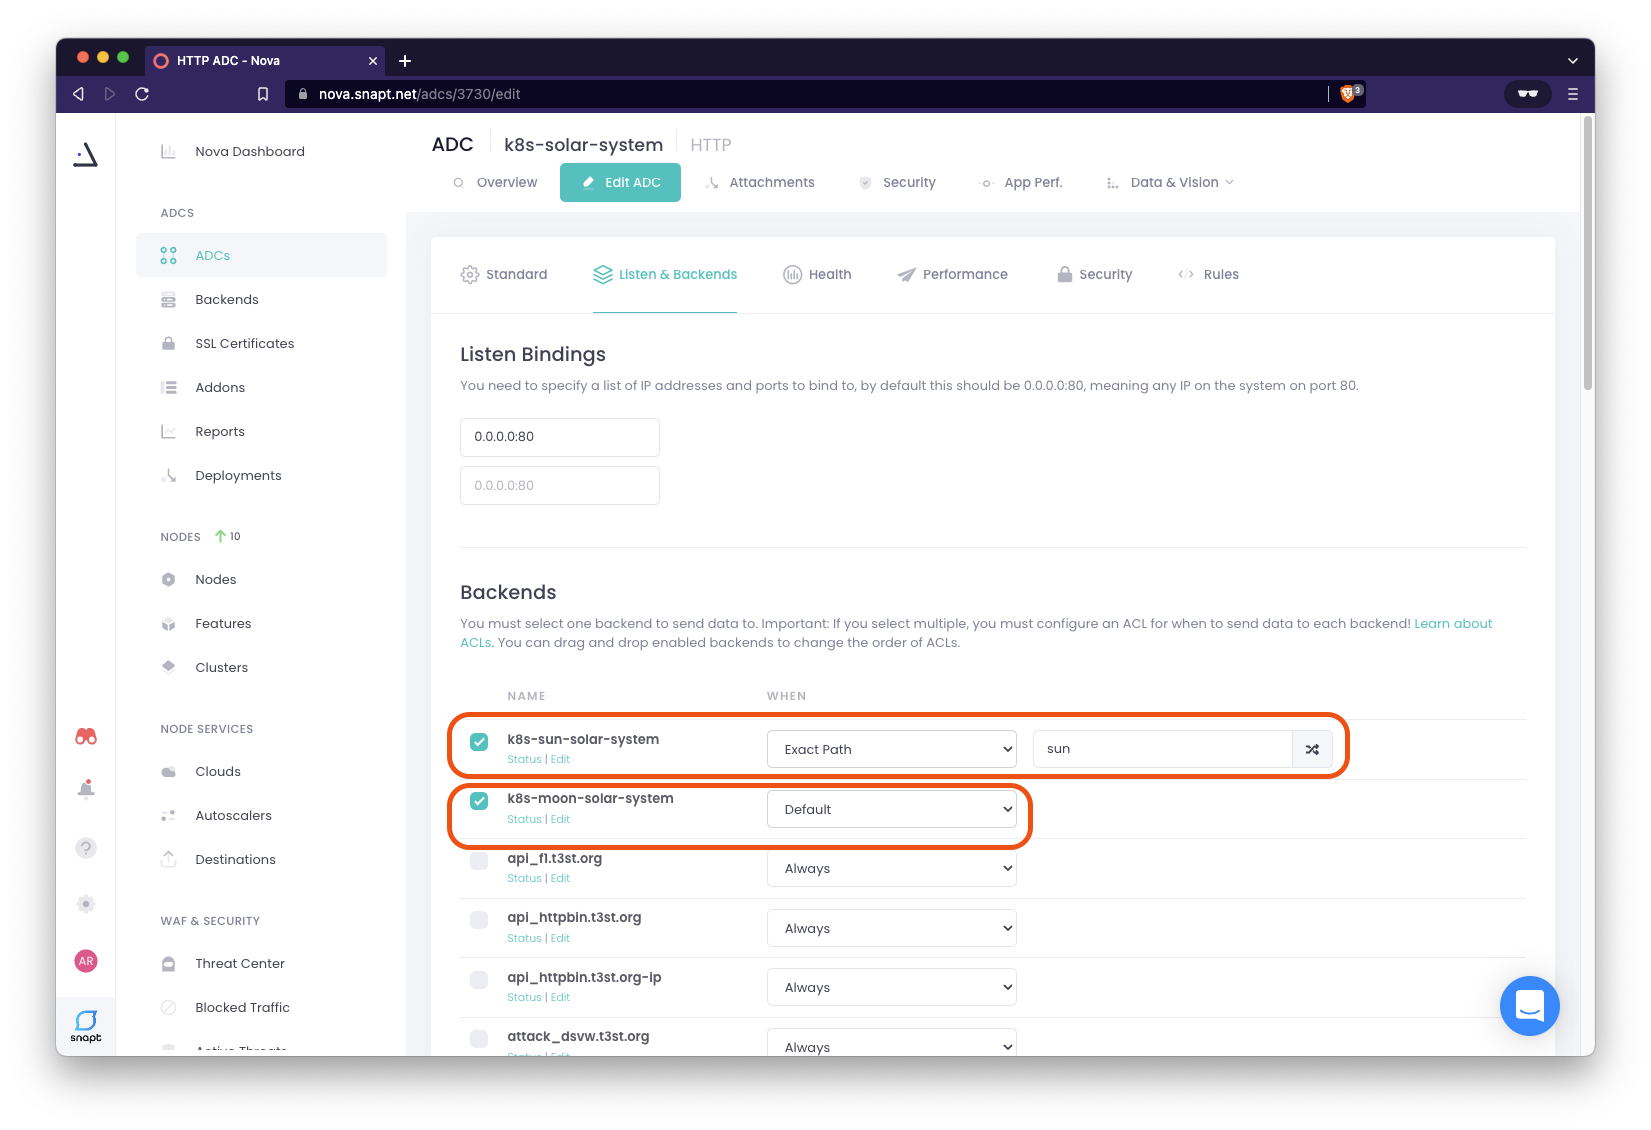 HTTP ADC - Nova
nova.snapt.net/adcs/3730/edit
3
Nova Dashboard
ADCS
ADCs
Backends
SSL Certificates
Addons
Reports
Deployments
NODES 10
Nodes
Features
Clusters
NODE SERVICES
Clouds
Autoscalers
Destinations
WAF & SECURITY
Threat Center
Blocked Traffic
Active Threats
AR
snapt
ADC k8s-solar-system HTTP
Overview Edit ADC Attachments Security App Perf. Data & Vision
Standard Listen & Backends Health Performance Security Rules
Listen Bindings
You need to specify a list of IP addresses and ports to bind to, by default this should be 0.0.0.0:80, meaning any IP on the system on port 80.
0.0.0.0:80
0.0.0.0:80
Backends
You must select one backend to send data to. Important: If you select multiple, you must configure an ACL for when to send data to each backend! Learn about
ACLs. You can drag and drop enabled backends to change the order of ACLs.
NAME WHEN
k8s-sun-solar-system
Status | Edit
Exact Path sun
k8s-moon-solar-system
Status | Edit
Default
api_f1.t3st.org
Status | Edit
Always
api_httpbin.t3st.org
Status | Edit
Always
api_httpbin.t3st.org-ip
Status | Edit
Always
attack_dsvw.t3st.org
Status | Edit
Always